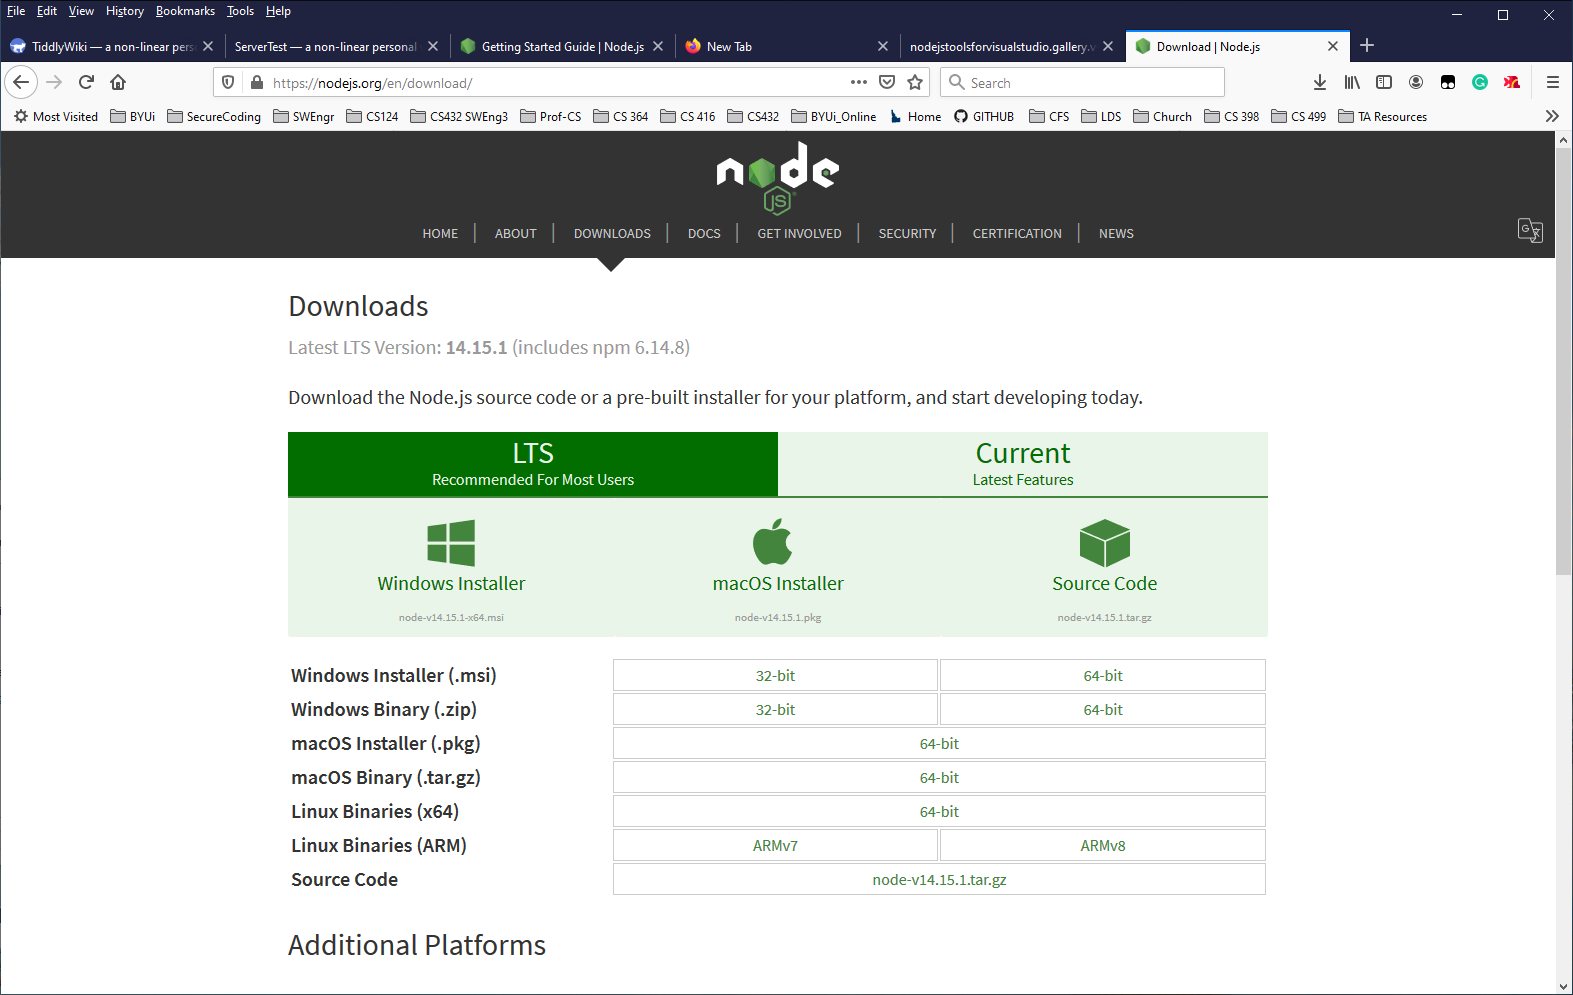 File Edit View History Bookmarks Tools Help
TiddlyWiki — a non-linear pers
ServerTest — a non-linear personal
Getting Started Guide | Node.js
New Tab
nodejstoolsforvisualstudio.gallery.v
Download | Node.js
https://nodejs.org/en/download/
Search
Most Visited BYUi SecureCoding SWEngr CS124 CS432 SWEng3 Prof-CS CS 364 CS 416 CS432 BYUi_Online Home GITHUB CFS LDS Church CS 398 CS 499 TA Resources
node
JS
HOME ABOUT DOWNLOADS DOCS GET INVOLVED SECURITY CERTIFICATION NEWS
Downloads
Latest LTS Version: 14.15.1 (includes npm 6.14.8)
Download the Node.js source code or a pre-built installer for your platform, and start developing today.
LTS
Recommended For Most Users
Current
Latest Features
Windows Installer
node-v14.15.1-x64.msi
macOS Installer
node-v14.15.1.pkg
Source Code
node-v14.15.1.tar.gz
Windows Installer (.msi) 32-bit 64-bit
Windows Binary (.zip) 32-bit 64-bit
macOS Installer (.pkg) 64-bit
macOS Binary (.tar.gz) 64-bit
Linux Binaries (x64) 64-bit
Linux Binaries (ARM) ARMv7 ARMv8
Source Code node-v14.15.1.tar.gz
Additional Platforms